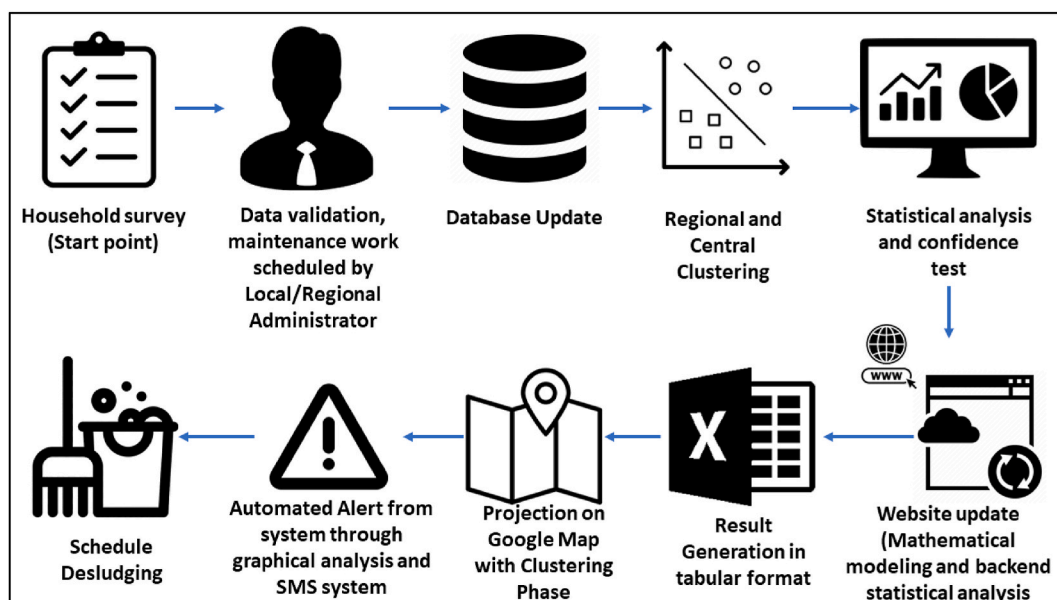 Household survey
(Start point)
Data validation,
maintenance work
scheduled by
Local/Regional
Administrator
Database Update
Regional and
Central
Clustering
Statistical analysis
and confidence
test
WWW
Website update
(Mathematical
modeling and backend
statistical analysis
X
Result
Generation in
tabular format
Projection on
Google Map
with Clustering
Phase
Automated Alert from
system through
graphical analysis and
SMS system
Schedule
Desludging